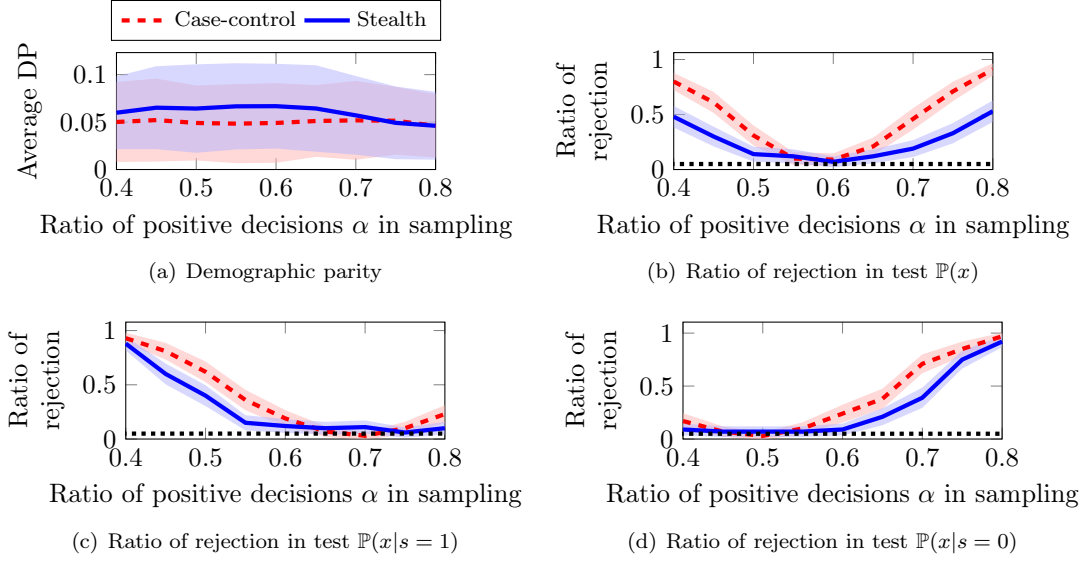 Case-control Stealth
Average DP
0.1
0.05
0
0.4 0.5 0.6 0.7 0.8
Ratio of positive decisions α in sampling
(a) Demographic parity
Ratio of
rejection
1
0.5
0
0.4 0.5 0.6 0.7 0.8
Ratio of positive decisions α in sampling
(b) Ratio of rejection in test ℙ(x)
Ratio of
rejection
1
0.5
0
0.4 0.5 0.6 0.7 0.8
Ratio of positive decisions α in sampling
(c) Ratio of rejection in test ℙ(x|s = 1)
Ratio of
rejection
1
0.5
0
0.4 0.5 0.6 0.7 0.8
Ratio of positive decisions α in sampling
(d) Ratio of rejection in test ℙ(x|s = 0)